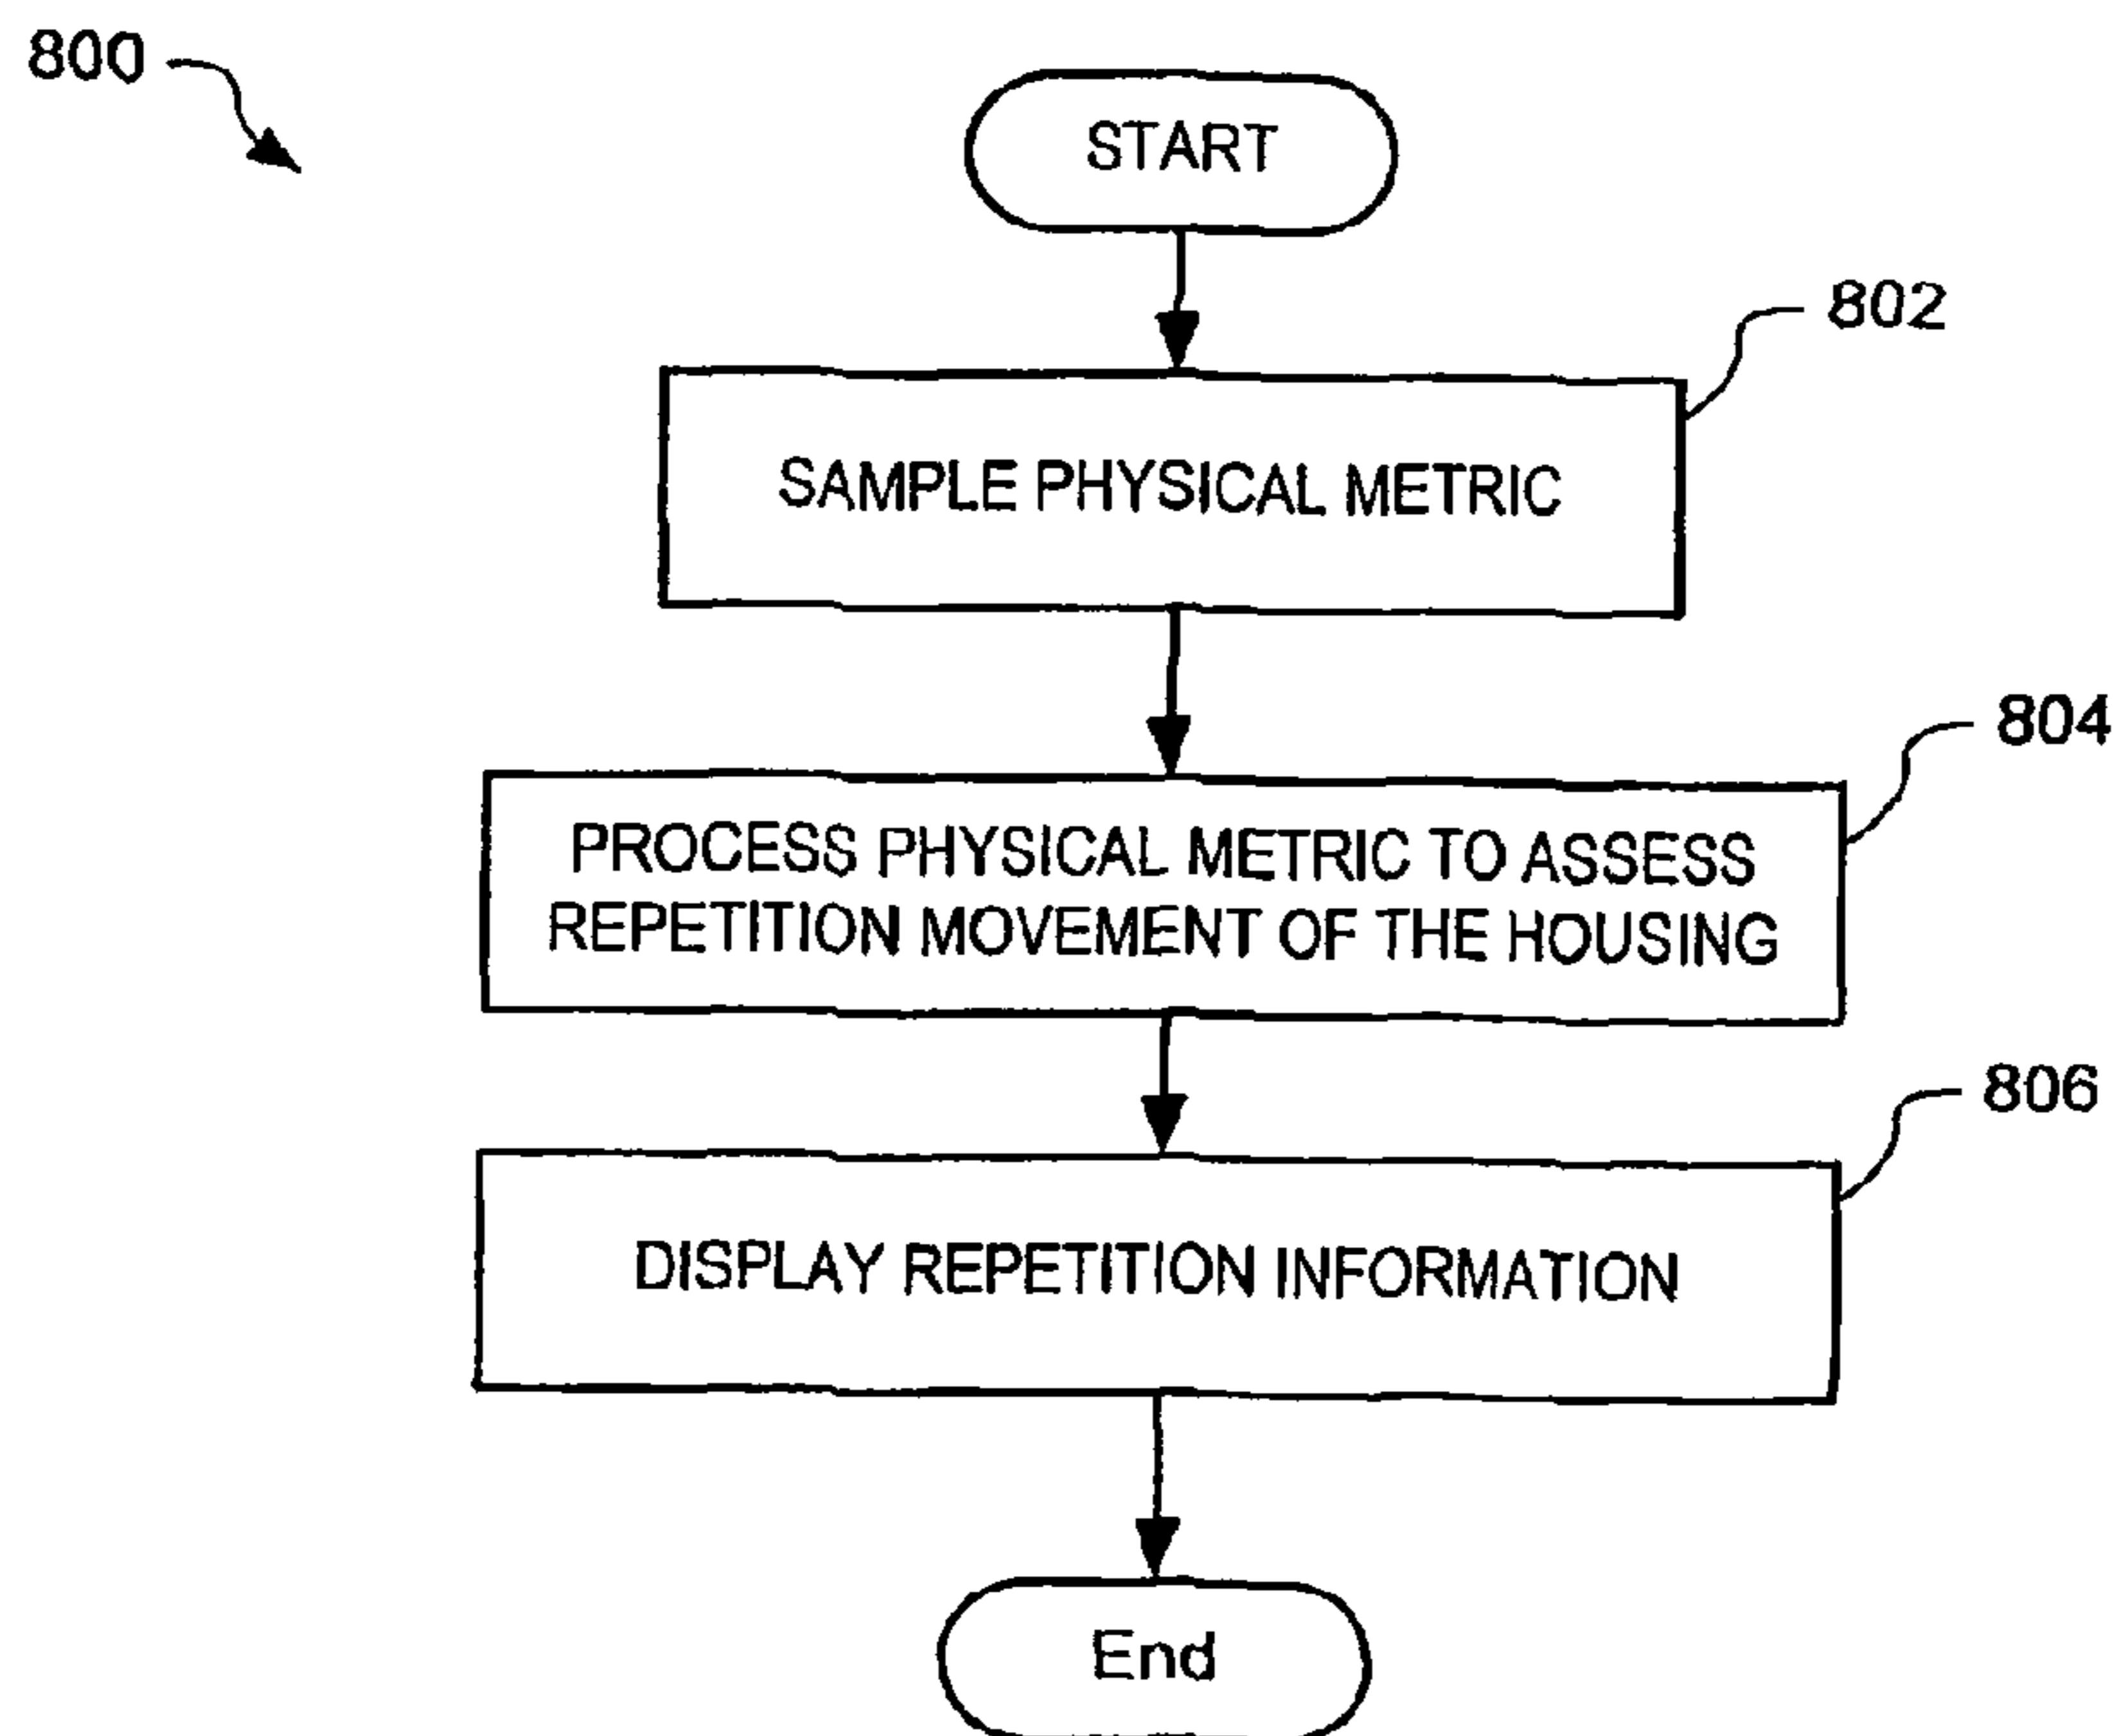 800
START
802
SAMPLE PHYSICAL METRIC
804
PROCESS PHYSICAL METRIC TO ASSESS
REPETITION MOVEMENT OF THE HOUSING
806
DISPLAY REPETITION INFORMATION
End